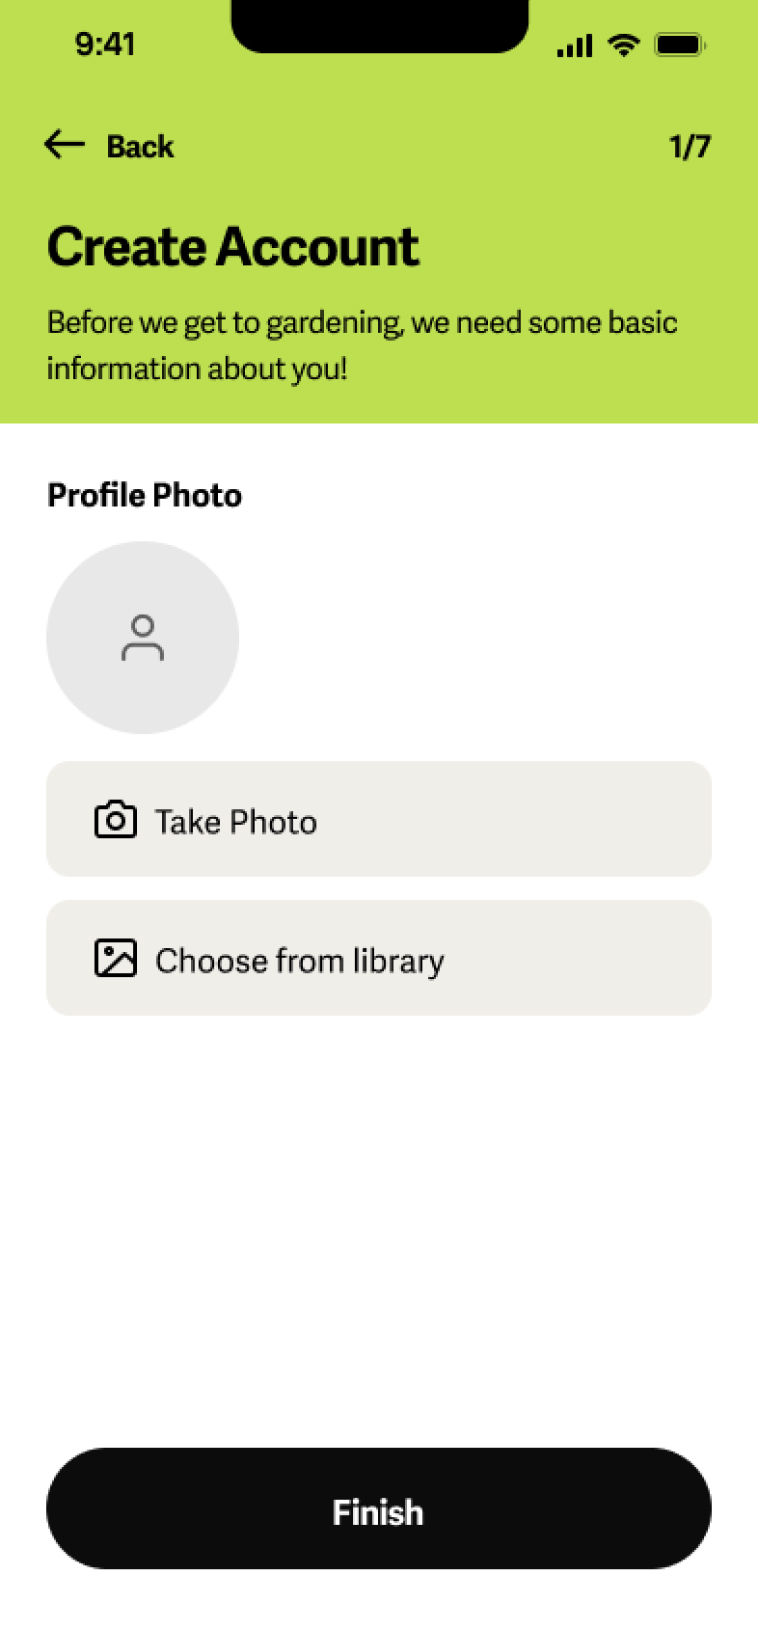 9:41
Back
1/7
Create Account
Before we get to gardening, we need some basic
information about you!
Profile Photo
Take Photo
Choose from library
Finish